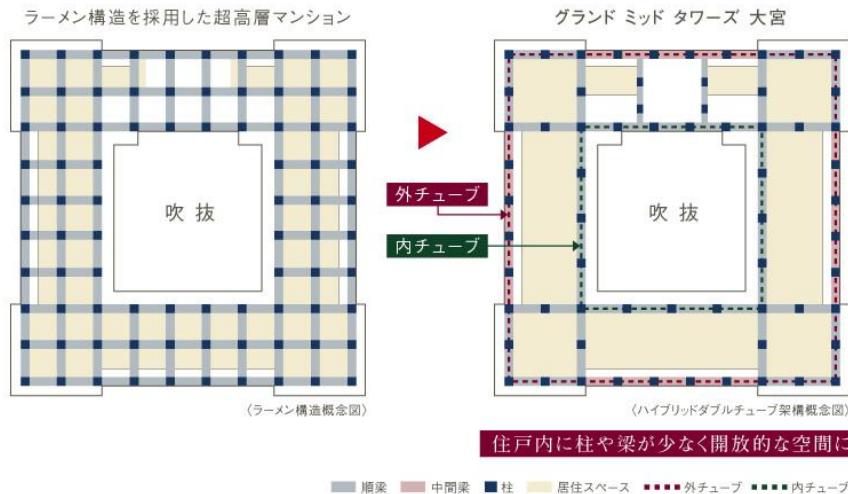 ラーメン構造を採用した超高層マンション
グランド ミッド タワーズ 大宮
吹 抜
外チューブ
内チューブ
吹 抜
〈ラーメン構造概念図〉
〈ハイブリッドダブルチューブ架構概念図〉
住戸内に柱や梁が少なく開放的な空間に
順梁 中間梁 柱 居住スペース 外チューブ 内チューブ